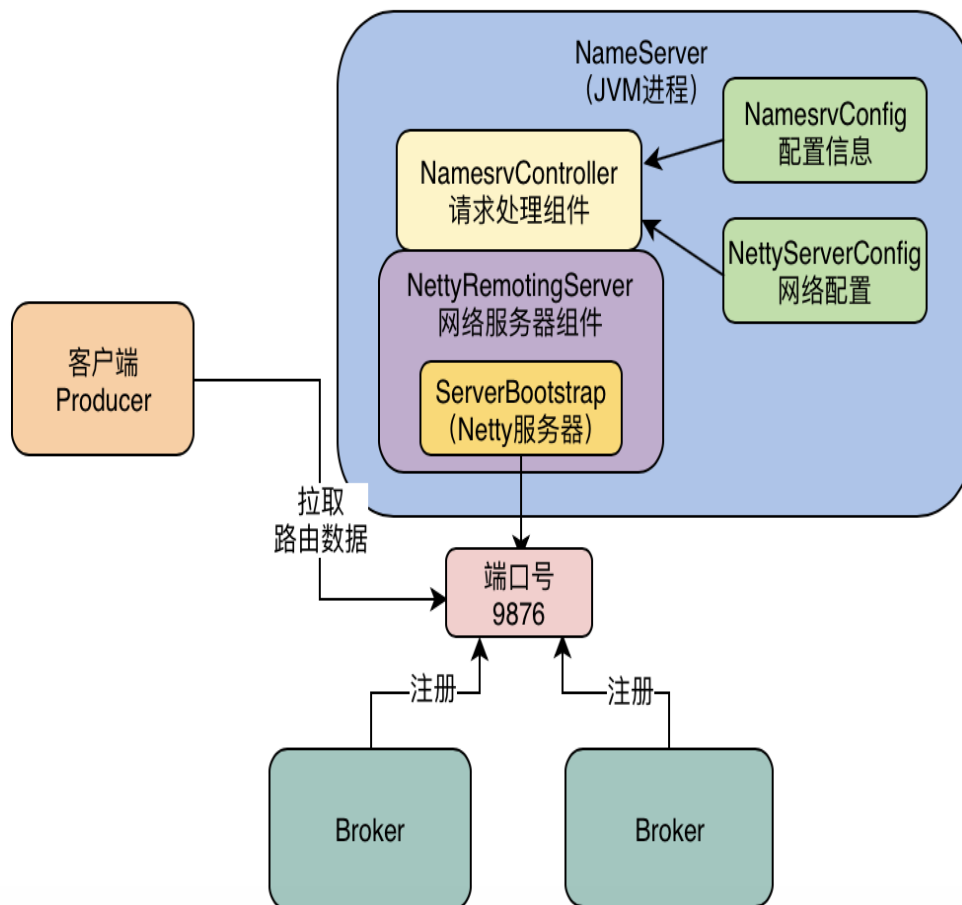 NameServer
（JVM进程）
NamesrvConfig
配置信息
NamesrvController
请求处理组件
NettyServerConfig
网络配置
NettyRemotingServer
网络服务器组件
ServerBootstrap
（Netty服务器）
客户端
Producer
拉取
路由数据
端口号
9876
注册
注册
Broker
Broker